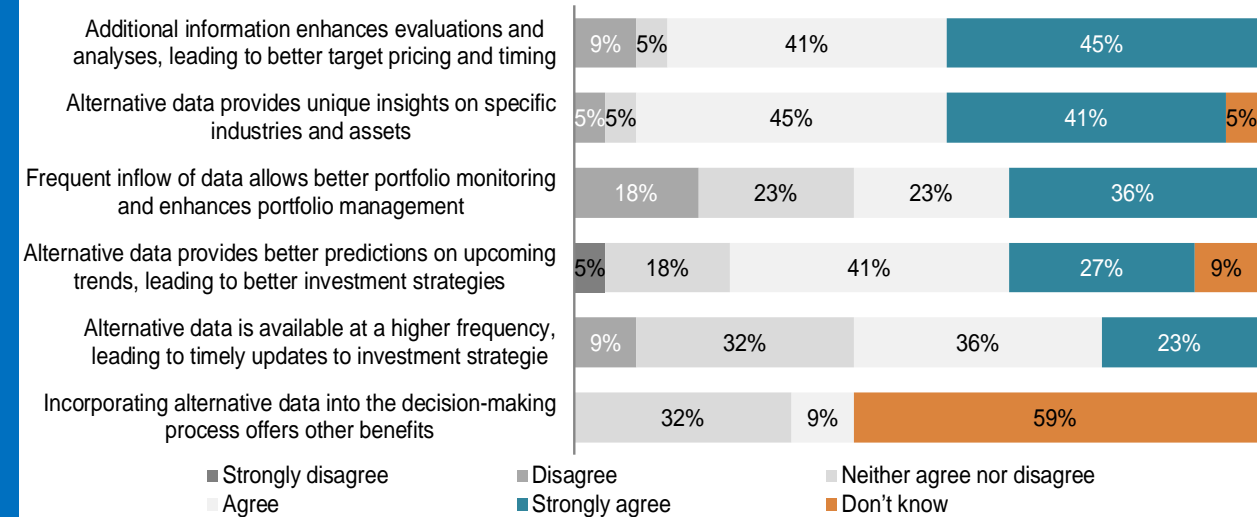 Additional information enhances evaluations and
analyses, leading to better target pricing and timing
9% 5% 41% 45%
Alternative data provides unique insights on specific
industries and assets
5% 5% 45% 41% 5%
Frequent inflow of data allows better portfolio monitoring
and enhances portfolio management
18% 23% 23% 36%
Alternative data provides better predictions on upcoming
trends, leading to better investment strategies
5% 18% 41% 27% 9%
Alternative data is available at a higher frequency,
leading to timely updates to investment strategie
9% 32% 36% 23%
Incorporating alternative data into the decision-making
process offers other benefits
32% 9% 59%
Strongly disagree Disagree Neither agree nor disagree
Agree Strongly agree Don't know